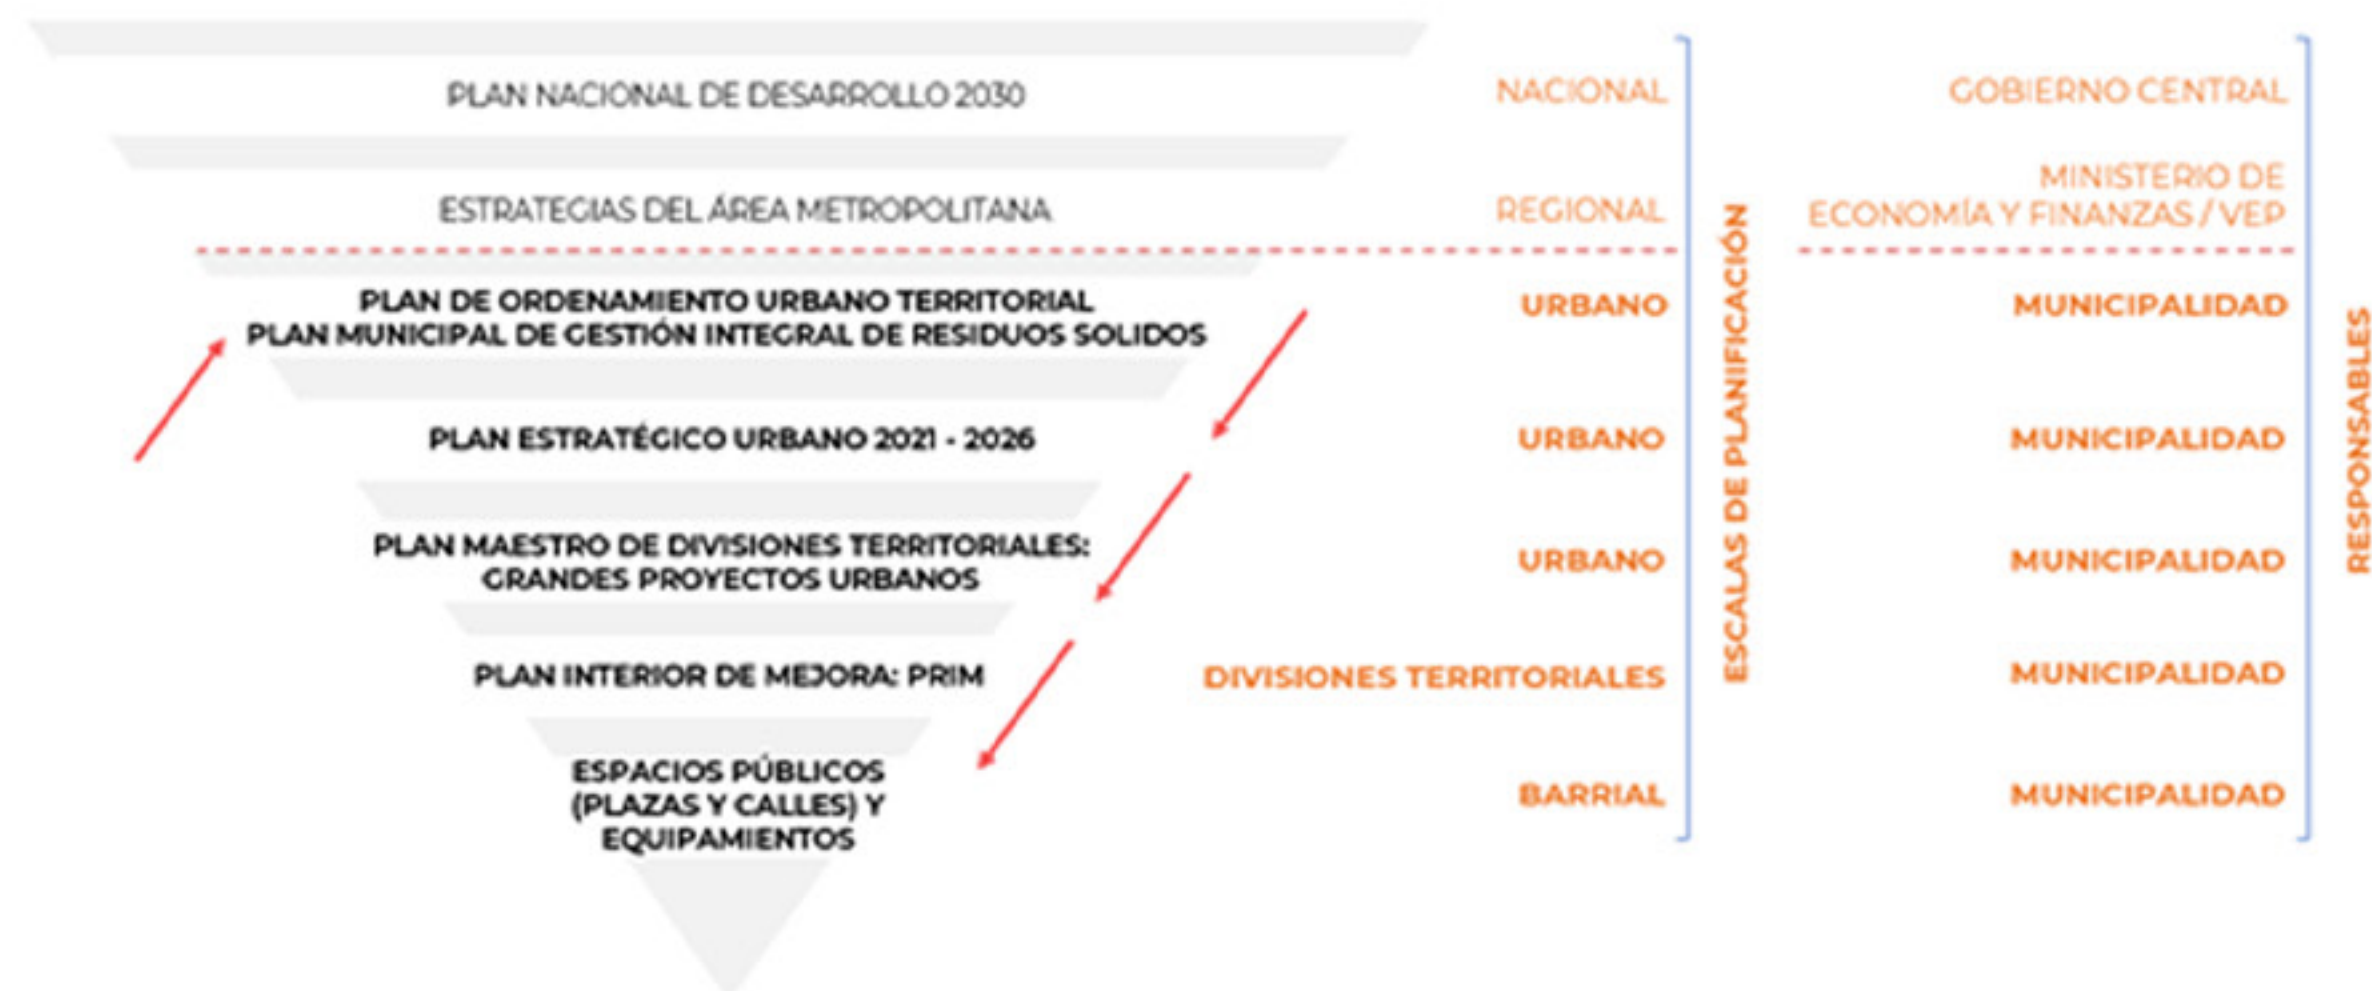 PLAN NACIONAL DE DESARROLLO 2030
NACIONAL
GOBIERNO CENTRAL
ESTRATEGIAS DEL ÁREA METROPOLITANA
REGIONAL
MINISTERIO DE
ECONOMÍA Y FINANZAS / VEP
PLAN DE ORDENAMIENTO URBANO TERRITORIAL
PLAN MUNICIPAL DE GESTIÓN INTEGRAL DE RESIDUOS SOLIDOS
URBANO
MUNICIPALIDAD
PLAN ESTRATÉGICO URBANO 2021 - 2026
URBANO
MUNICIPALIDAD
PLAN MAESTRO DE DIVISIONES TERRITORIALES:
GRANDES PROYECTOS URBANOS
URBANO
MUNICIPALIDAD
PLAN INTERIOR DE MEJORA: PRIM
DIVISIONES TERRITORIALES
MUNICIPALIDAD
ESPACIOS PÚBLICOS
(PLAZAS Y CALLES) Y
EQUIPAMIENTOS
BARRIAL
MUNICIPALIDAD
ESCALAS DE PLANIFICACIÓN
RESPONSABLES